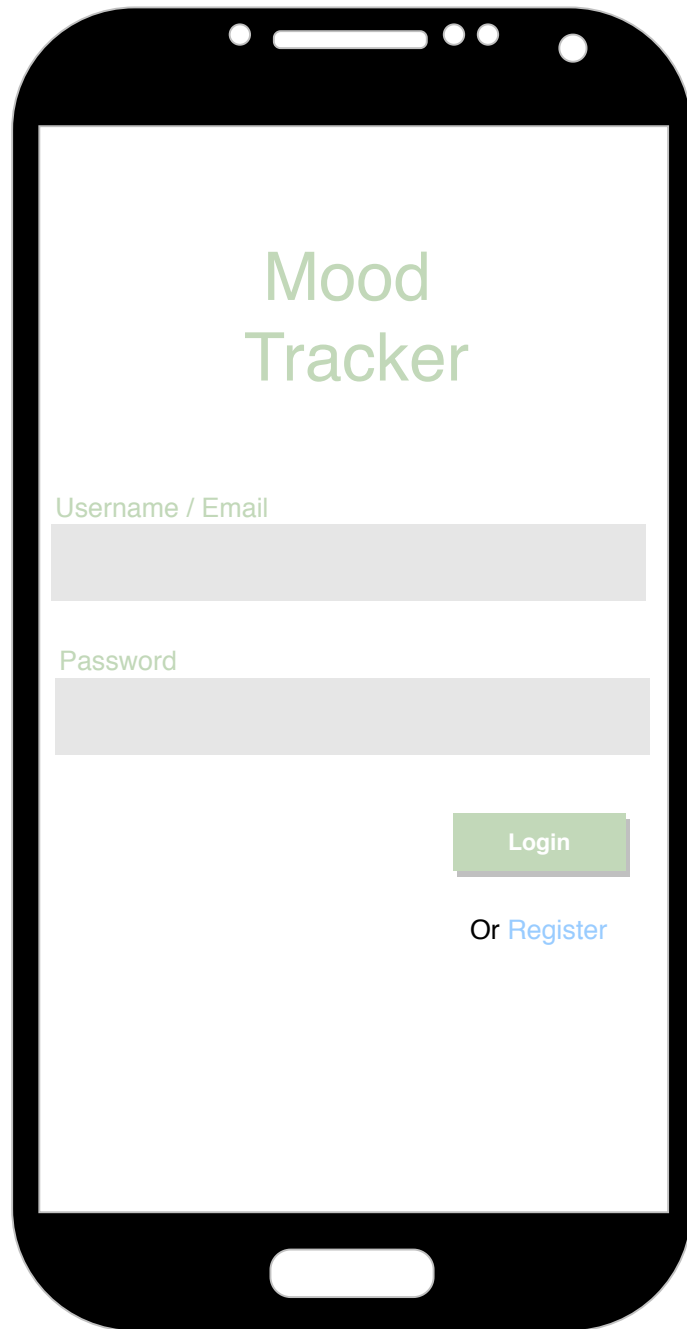 Mood
Tracker
Username / Email
Password
Login
Or Register